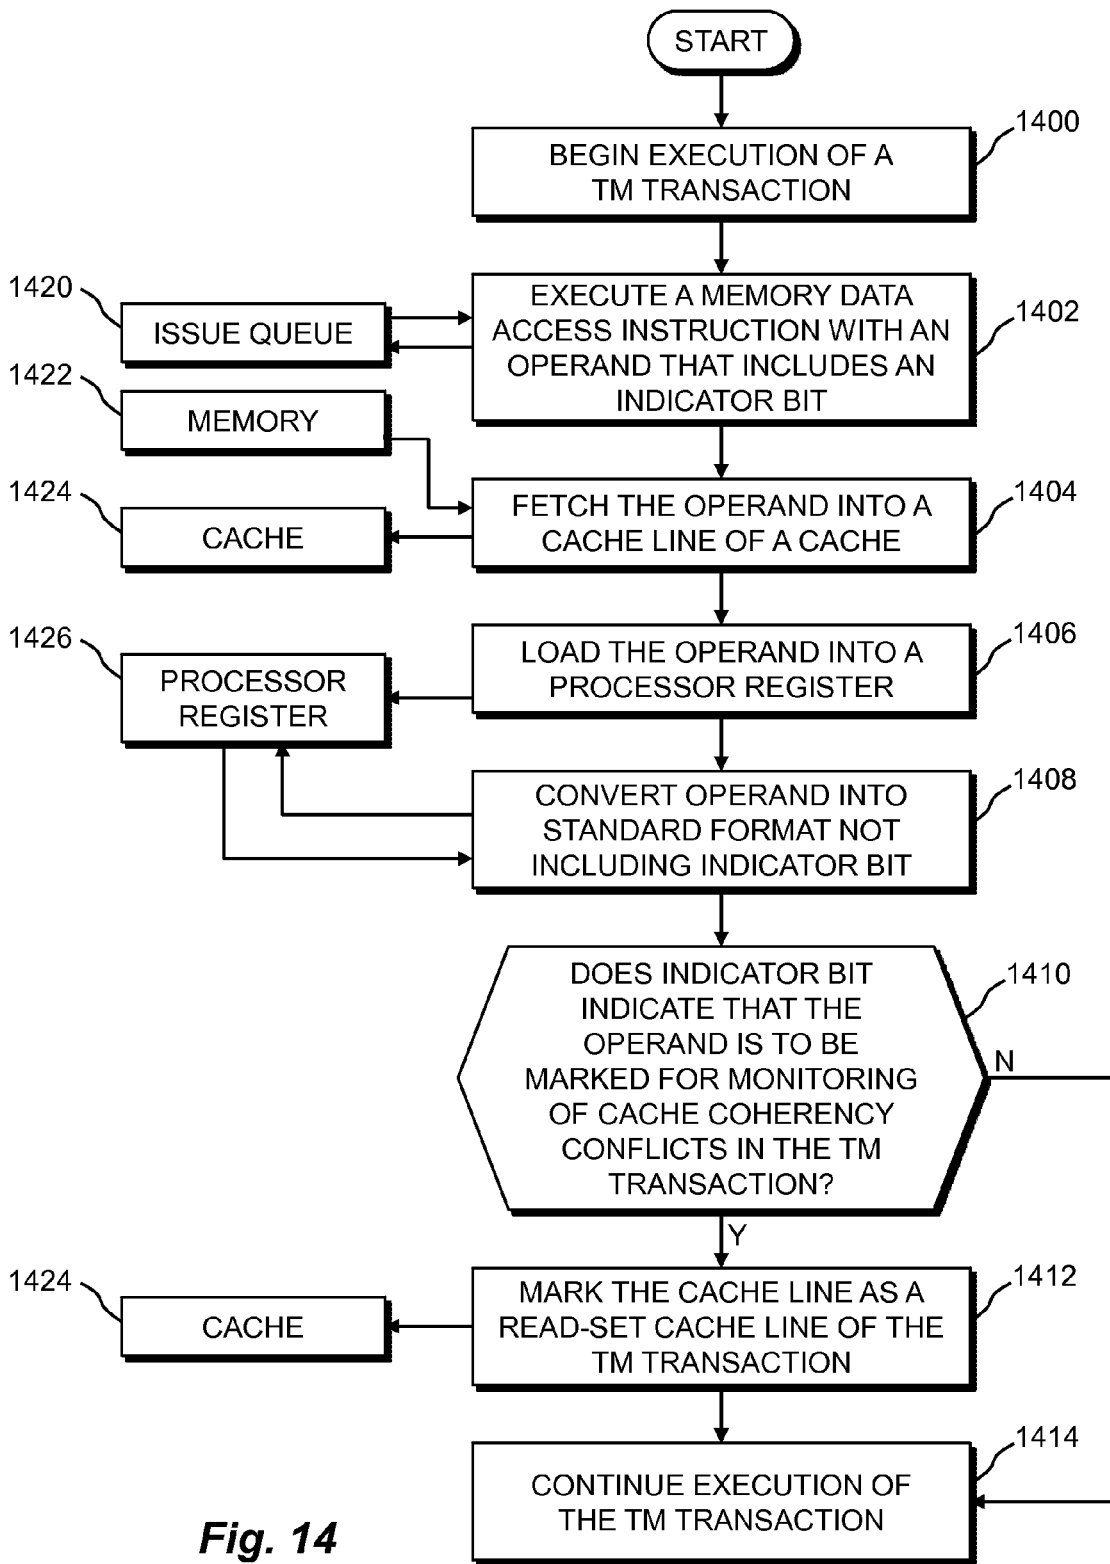 START
1400
BEGIN EXECUTION OF A
TM TRANSACTION
1420
ISSUE QUEUE
1402
EXECUTE A MEMORY DATA
ACCESS INSTRUCTION WITH AN
OPERAND THAT INCLUDES AN
INDICATOR BIT
1422
MEMORY
1424
CACHE
1404
FETCH THE OPERAND INTO A
CACHE LINE OF A CACHE
1426
PROCESSOR
REGISTER
1406
LOAD THE OPERAND INTO A
PROCESSOR REGISTER
1408
CONVERT OPERAND INTO
STANDARD FORMAT NOT
INCLUDING INDICATOR BIT
1410
DOES INDICATOR BIT
INDICATE THAT THE
OPERAND IS TO BE
MARKED FOR MONITORING
OF CACHE COHERENCY
CONFLICTS IN THE TM
TRANSACTION?
N
Y
1424
CACHE
1412
MARK THE CACHE LINE AS A
READ-SET CACHE LINE OF THE
TM TRANSACTION
1414
CONTINUE EXECUTION OF
THE TM TRANSACTION
Fig. 14